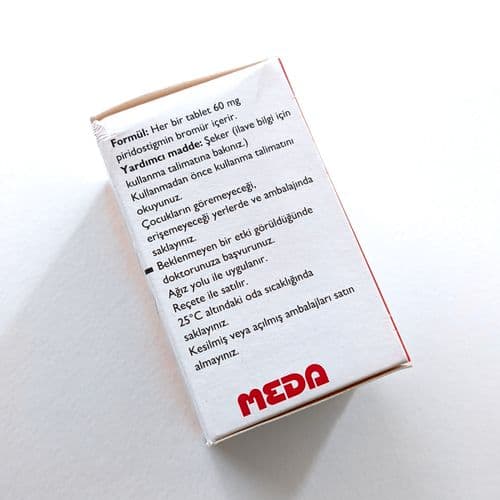 Formül: Her bir tablet 60 mg
piridostigmin bromür içerir.
Yardımcı madde: Şeker (ilave bilgi için
kullanma talimatına bakınız.)
Kullanmadan önce kullanma talimatını
okuyunuz.
Çocukların göremeyeceği,
erişemeyeceği yerlerde ve ambalajında
saklayınız.
Beklenmeyen bir etki görüldüğünde
doktorunuza başvurunuz.
Ağız yolu ile uygulanır.
Reçete ile satılır.
25°C altındaki oda sıcaklığında
saklayınız.
Kesilmiş veya açılmış ambalajları satın
almayınız.
MEDA